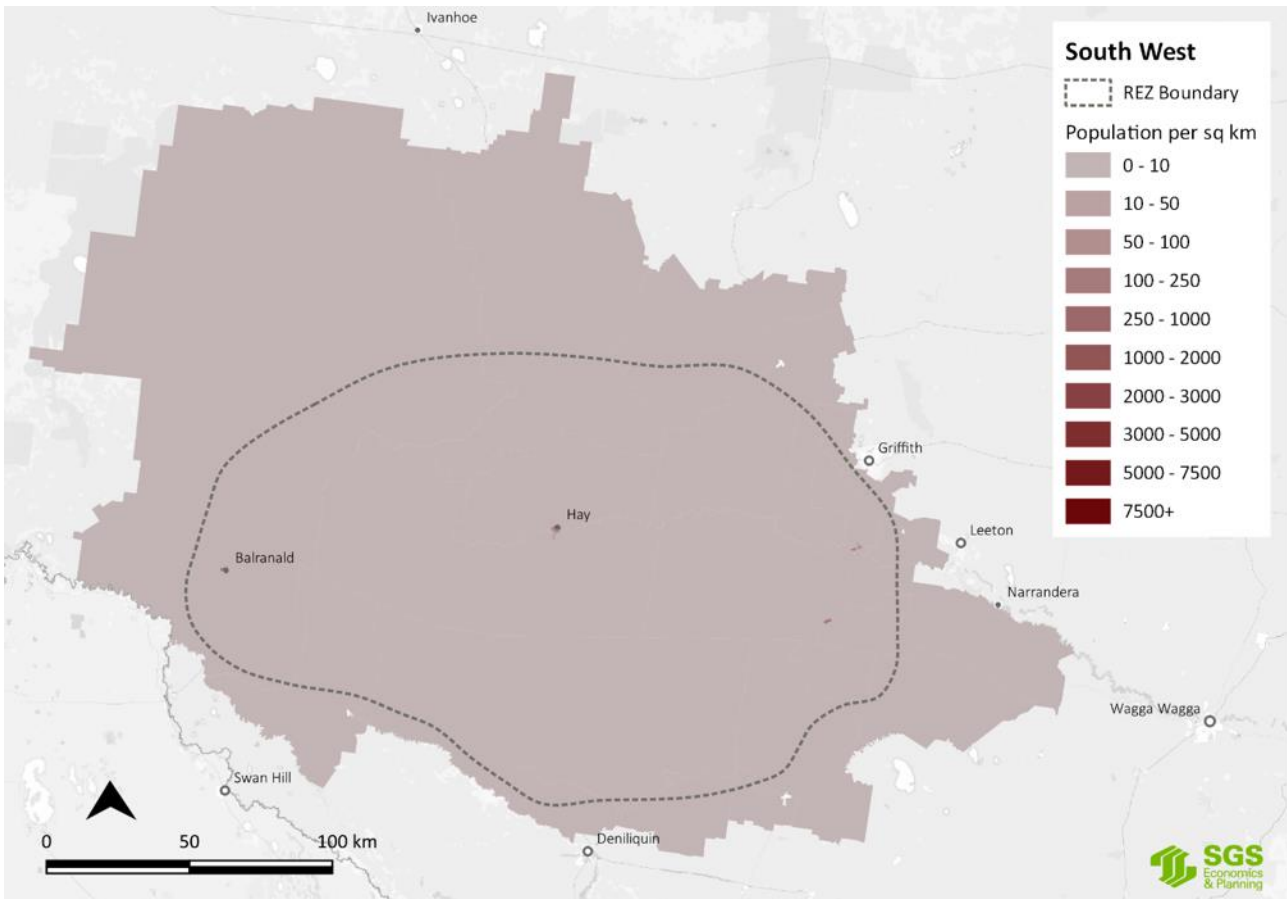 Ivanhoe
South West
REZ Boundary
Population per sq km
0 - 10
10 - 50
50 - 100
100 - 250
250 - 1000
1000 - 2000
2000 - 3000
3000 - 5000
5000 - 7500
7500+
Griffith
Hay
Leeton
Balranald
Narrandera
Wagga Wagga
Swan Hill
0 50 100 km
Deniliquin
SGS
Economics
& Planning